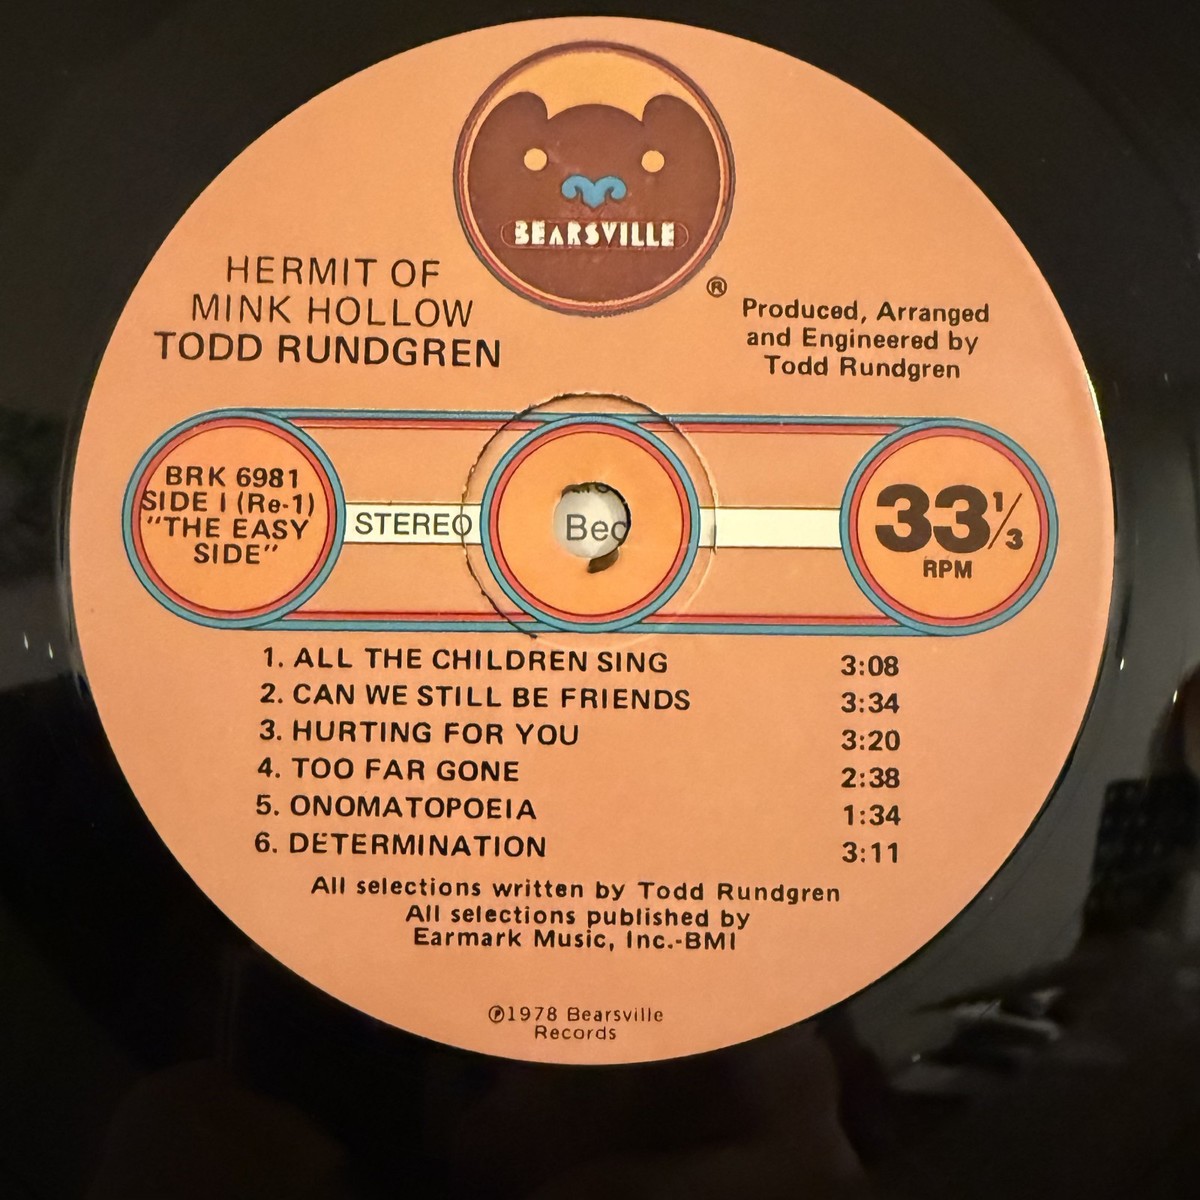 BEARSVILLE
®
HERMIT OF
MINK HOLLOW
TODD RUNDGREN
Produced, Arranged
and Engineered by
Todd Rundgren
BRK 6981
SIDE I (Re-1)
"THE EASY
SIDE"
STEREO
33 1/3
RPM
1. ALL THE CHILDREN SING 3:08
2. CAN WE STILL BE FRIENDS 3:34
3. HURTING FOR YOU 3:20
4. TOO FAR GONE 2:38
5. ONOMATOPOEIA 1:34
6. DETERMINATION 3:11
All selections written by Todd Rundgren
All selections published by
Earmark Music, Inc.-BMI
℗1978 Bearsville
Records